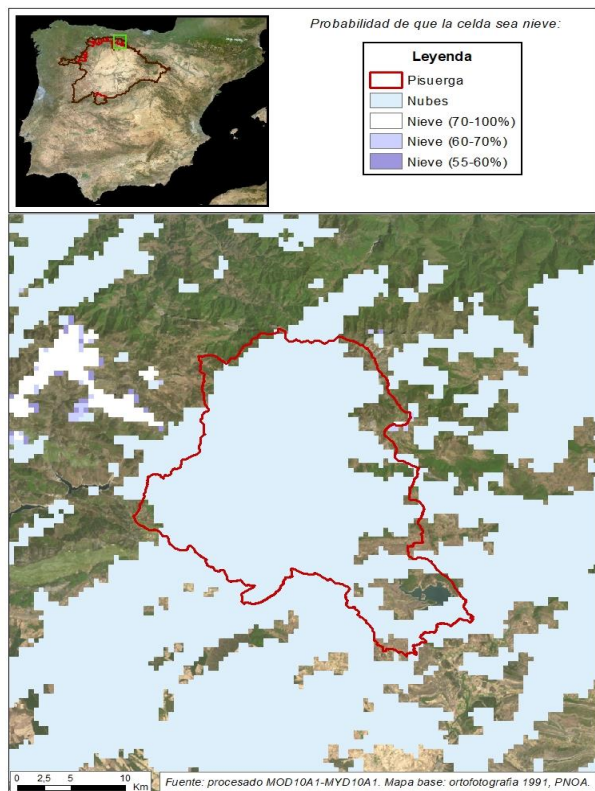 Probabilidad de que la celda sea nieve:
Leyenda
Pisuerga
Nubes
Nieve (70-100%)
Nieve (60-70%)
Nieve (55-60%)
0 2,5 5 10
Km
Fuente: procesado MOD10A1-MYD10A1. Mapa base: ortofotografia 1991, PNOA.